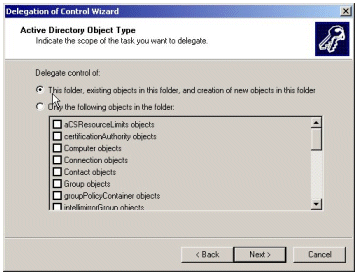 Delegation of Control Wizard
Active Directory Object Type
Indicate the scope of the task you want to delegate.
Delegate control of:
This folder, existing objects in this folder, and creation of new objects in this folder
Only the following objects in the folder:
aCSResourceLimits objects
certificationAuthority objects
Computer objects
Connection objects
Contact objects
Group objects
groupPolicyContainer objects
intellimirrorGroup objects
< Back
Next >
Cancel